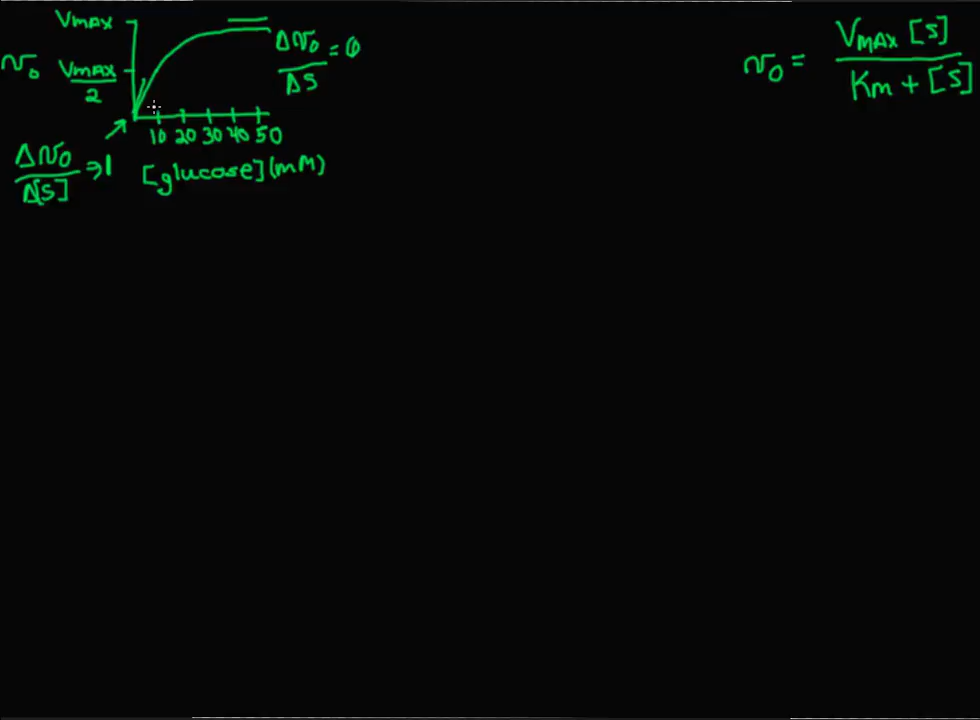 Vmax
v₀
Vmax
2
Δv₀
ΔS
= 0
10 20 30 40 50
[glucose](mM)
Δv₀
Δ[S]
⇒ 1
v₀ =
Vmax [S]
Km + [S]